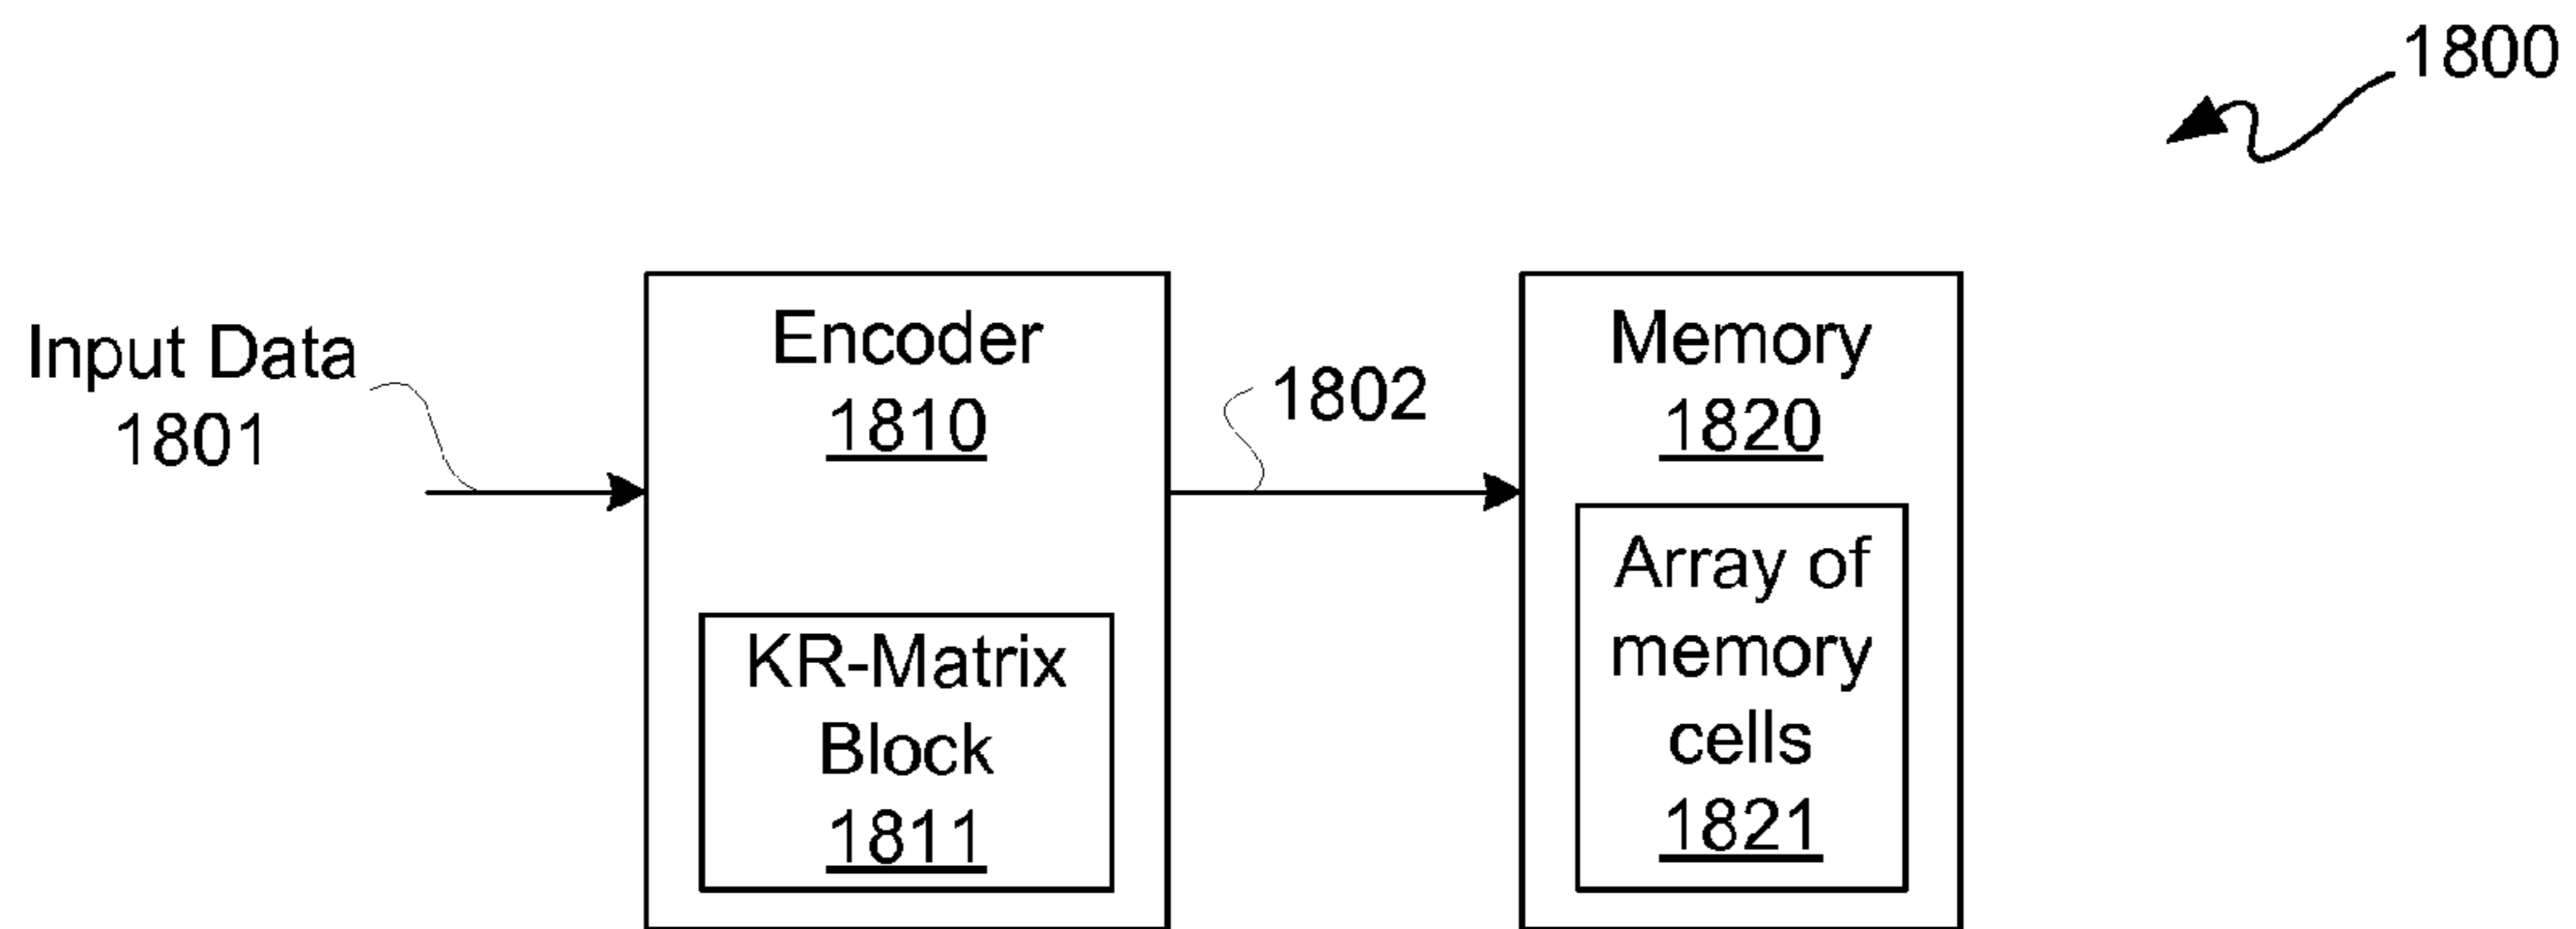 1800
Input Data
1801
Encoder
1810
KR-Matrix
Block
1811
1802
Memory
1820
Array of
memory
cells
1821